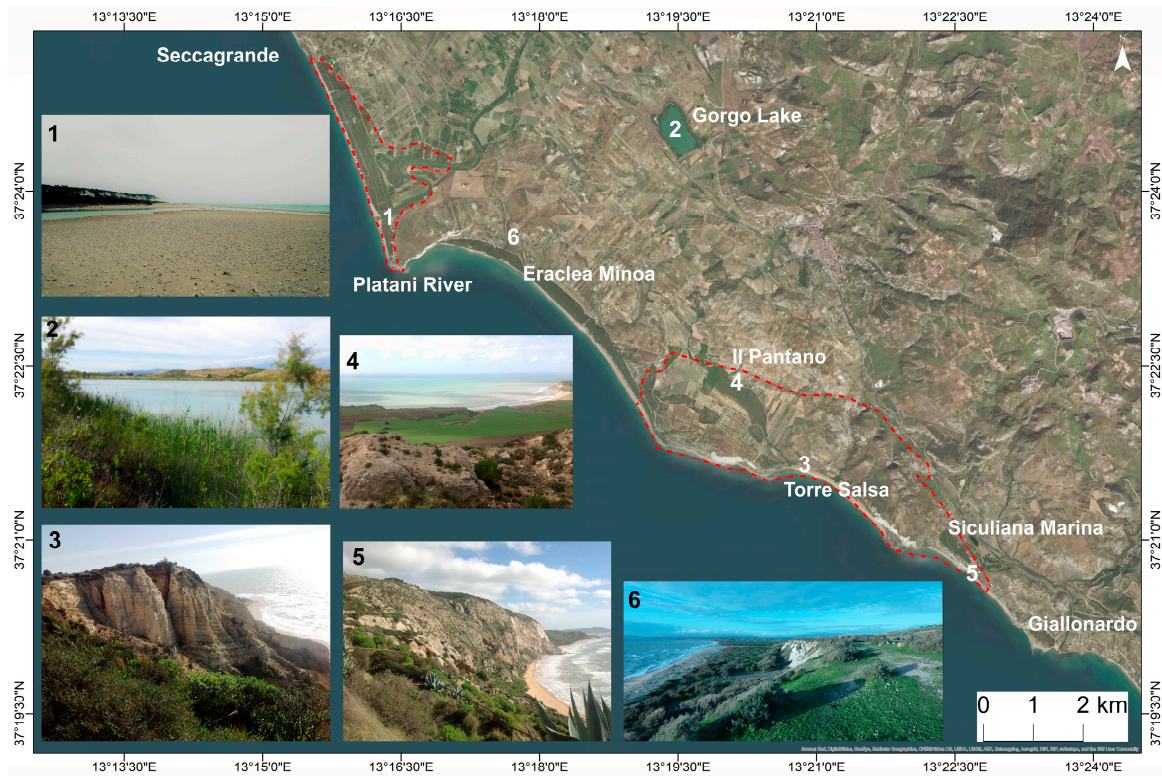 13°13'30"E 13°15'0"E 13°16'30"E 13°18'0"E 13°19'30"E 13°21'0"E 13°22'30"E 13°24'0"E
Seccagrande
N
Gorgo Lake
2
1
37°24'0"N
37°24'0"N
1
6
Eraclea Minoa
Platani River
2
4
37°22'30"N
37°22'30"N
Il Pantano
4
3
Torre Salsa
3
5
Siculiana Marina
37°21'0"N
37°21'0"N
5
6
Giallonardo
0 1 2 km
37°19'30"N
37°19'30"N
13°13'30"E 13°15'0"E 13°16'30"E 13°18'0"E 13°19'30"E 13°21'0"E 13°22'30"E 13°24'0"E